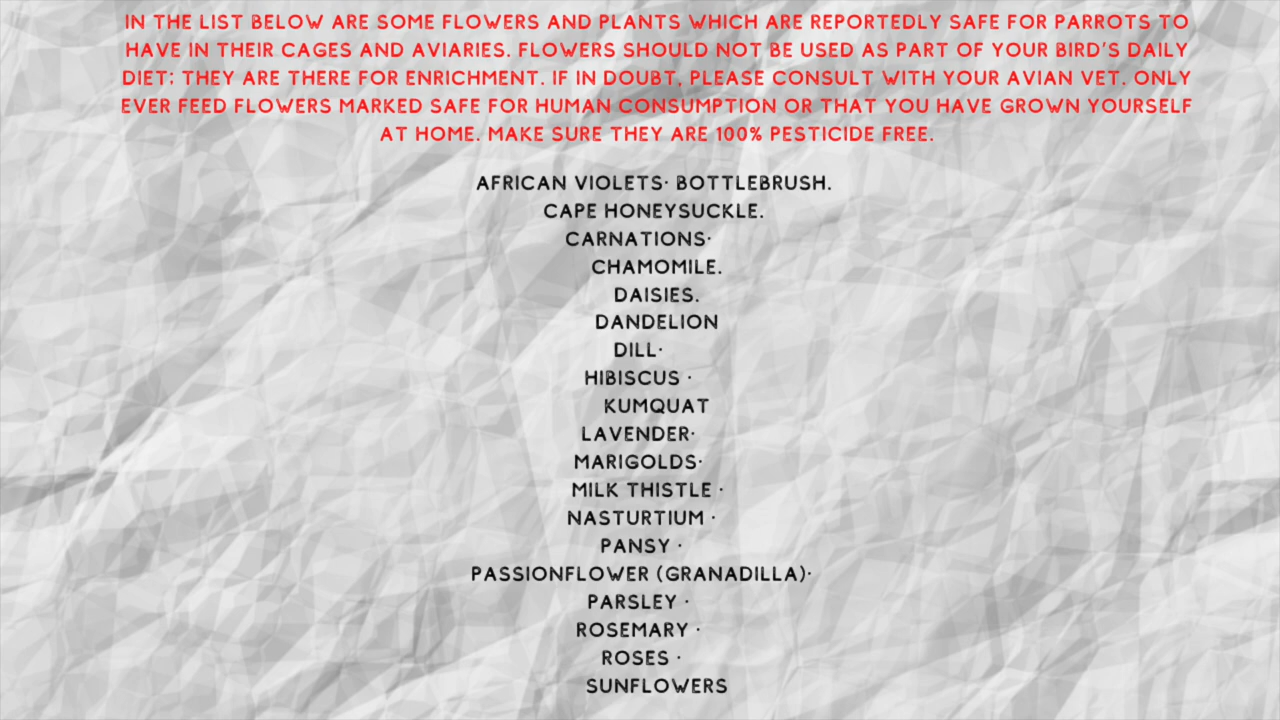 IN THE LIST BELOW ARE SOME FLOWERS AND PLANTS WHICH ARE REPORTEDLY SAFE FOR PARROTS TO
HAVE IN THEIR CAGES AND AVIARIES. FLOWERS SHOULD NOT BE USED AS PART OF YOUR BIRD'S DAILY
DIET; THEY ARE THERE FOR ENRICHMENT. IF IN DOUBT, PLEASE CONSULT WITH YOUR AVIAN VET. ONLY
EVER FEED FLOWERS MARKED SAFE FOR HUMAN CONSUMPTION OR THAT YOU HAVE GROWN YOURSELF
AT HOME. MAKE SURE THEY ARE 100% PESTICIDE FREE.
AFRICAN VIOLETS· BOTTLEBRUSH.
CAPE HONEYSUCKLE.
CARNATIONS·
CHAMOMILE.
DAISIES.
DANDELION
DILL·
HIBISCUS ·
KUMQUAT
LAVENDER·
MARIGOLDS·
MILK THISTLE ·
NASTURTIUM ·
PANSY ·
PASSIONFLOWER (GRANADILLA)·
PARSLEY ·
ROSEMARY ·
ROSES ·
SUNFLOWERS